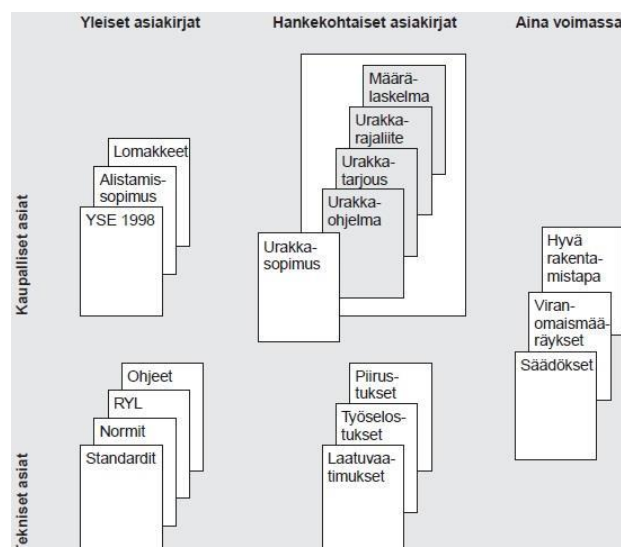 Yleiset asiakirjat
Hankekohtaiset asiakirjat
Aina voimassa
Kaupalliset asiat
Lomakkeet
Alistamis-
sopimus
YSE 1998
Määrä-
laskelma
Urakka-
rajaliite
Urakka-
tarjous
Urakka-
ohjelma
Urakka-
sopimus
Hyvä
rakenta-
mistapa
Viran-
omaismää-
räykset
Säädökset
Tekniset asiat
Ohjeet
RYL
Normit
Standardit
Piirus-
tukset
Työselos-
tukset
Laatuvaa-
timukset